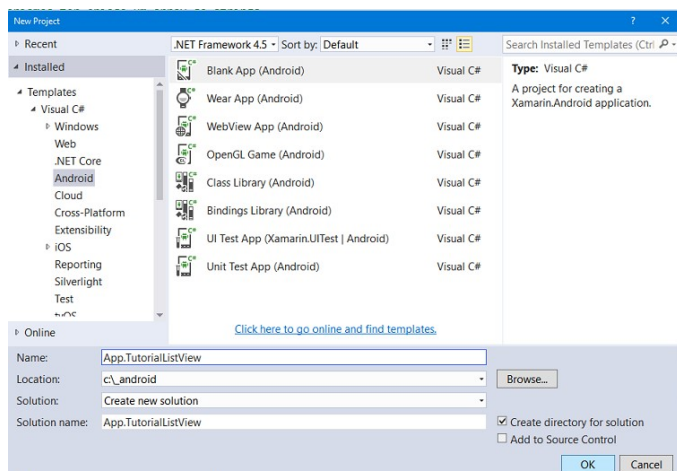 New Project
? ×
Recent
.NET Framework 4.5 Sort by: Default
Search Installed Templates (Ctrl
Installed
Templates
Visual C#
Windows
Web
.NET Core
Android
Cloud
Cross-Platform
Extensibility
iOS
Reporting
Silverlight
Test
tvOS
Online
Blank App (Android) Visual C#
Wear App (Android) Visual C#
WebView App (Android) Visual C#
OpenGL Game (Android) Visual C#
Class Library (Android) Visual C#
Bindings Library (Android) Visual C#
UI Test App (Xamarin.UITest | Android) Visual C#
Unit Test App (Android) Visual C#
Click here to go online and find templates.
Type: Visual C#
A project for creating a
Xamarin.Android application.
Name: App.TutorialListView
Location: c:\_android
Browse...
Solution: Create new solution
Solution name: App.TutorialListView
Create directory for solution
Add to Source Control
OK Cancel